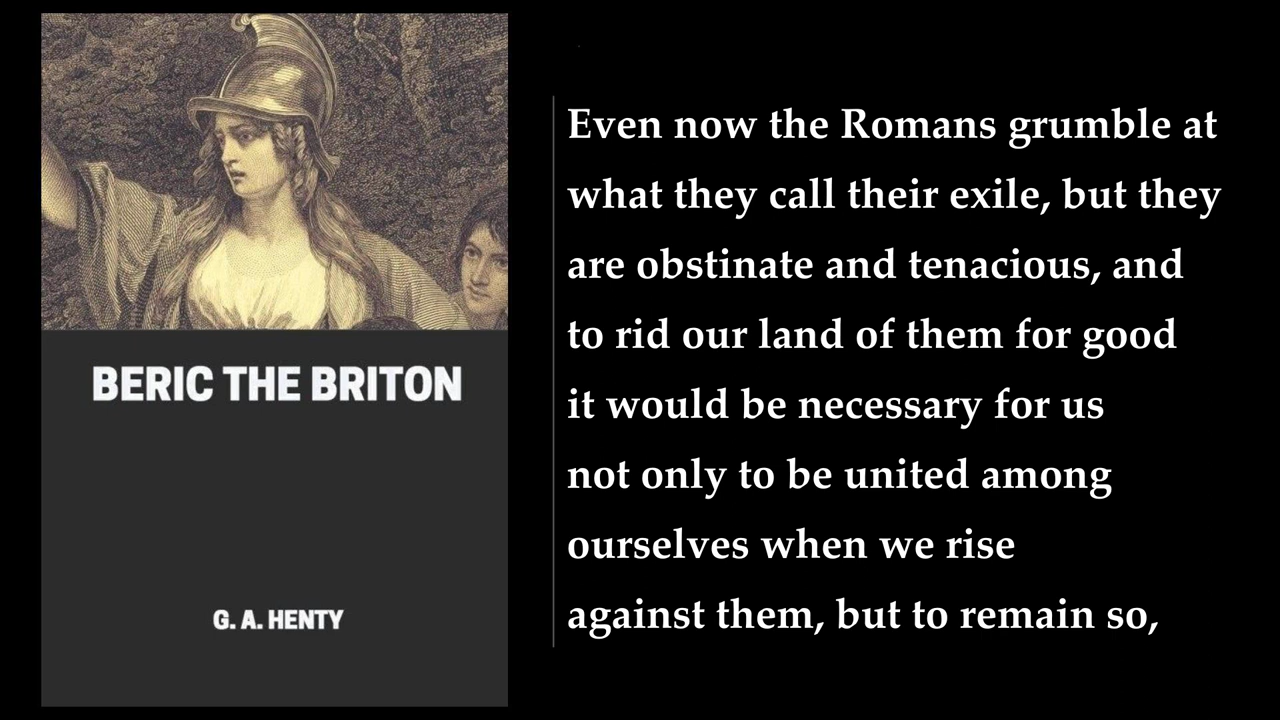 BERIC THE BRITON
G. A. HENTY
Even now the Romans grumble at
what they call their exile, but they
are obstinate and tenacious, and
to rid our land of them for good
it would be necessary for us
not only to be united among
ourselves when we rise
against them, but to remain so,